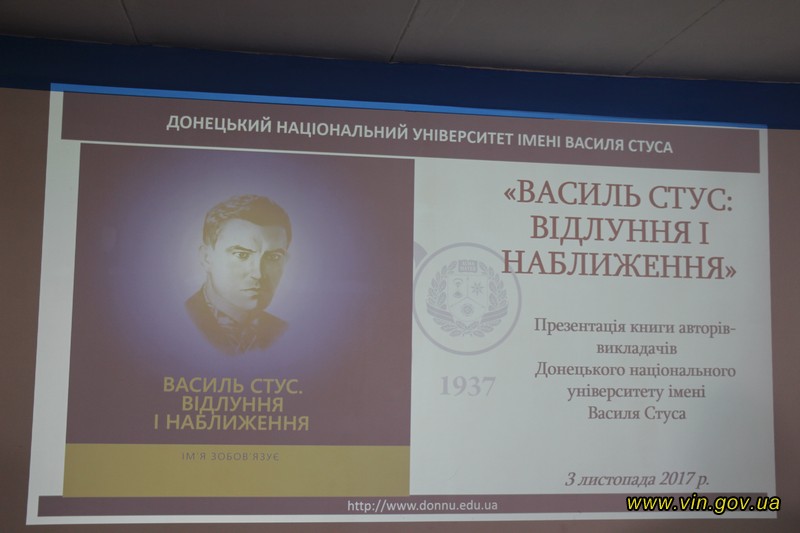 ДОНЕЦЬКИЙ НАЦІОНАЛЬНИЙ УНІВЕРСИТЕТ ІМЕНІ ВАСИЛЯ СТУСА
«ВАСИЛЬ СТУС:
ВІДЛУННЯ І
НАБЛИЖЕННЯ»
ВАСИЛЬ СТУС.
ВІДЛУННЯ
І НАБЛИЖЕННЯ
ІМ'Я ЗОБОВ'ЯЗУЄ
1937
Презентація книги авторів-
викладачів
Донецького національного
університету імені
Василя Стуса
3 листопада 2017 р.
http://www.donnu.edu.ua
www.vin.gov.ua